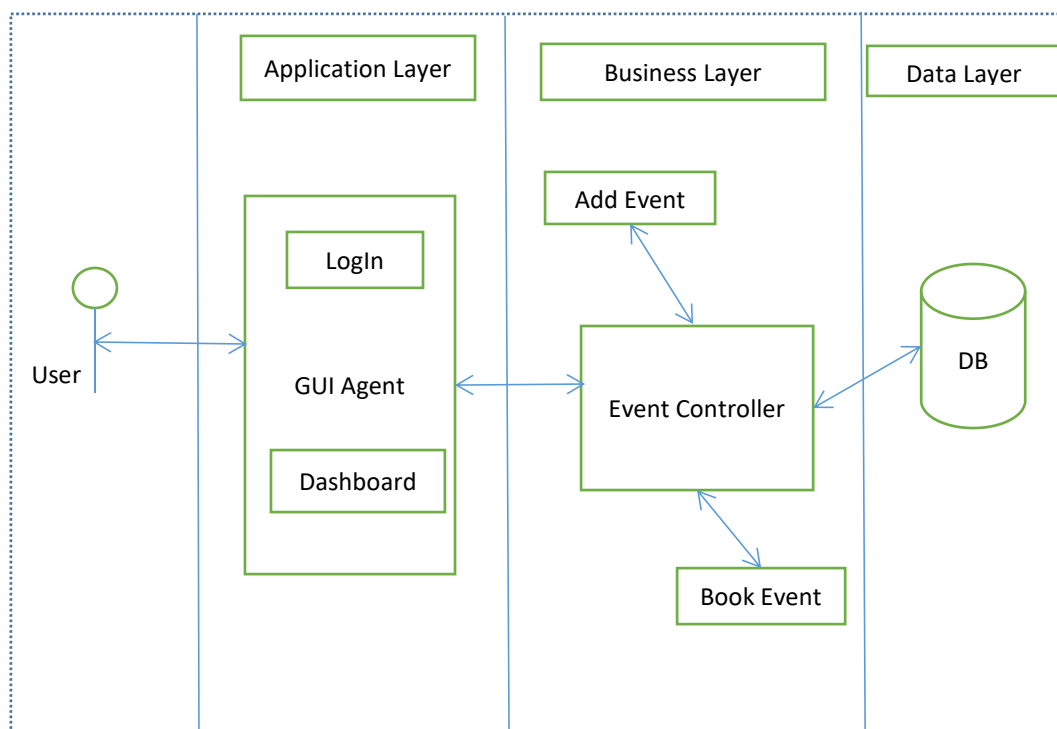 Application Layer
Business Layer
Data Layer
Add Event
LogIn
User
GUI Agent
Event Controller
DB
Dashboard
Book Event